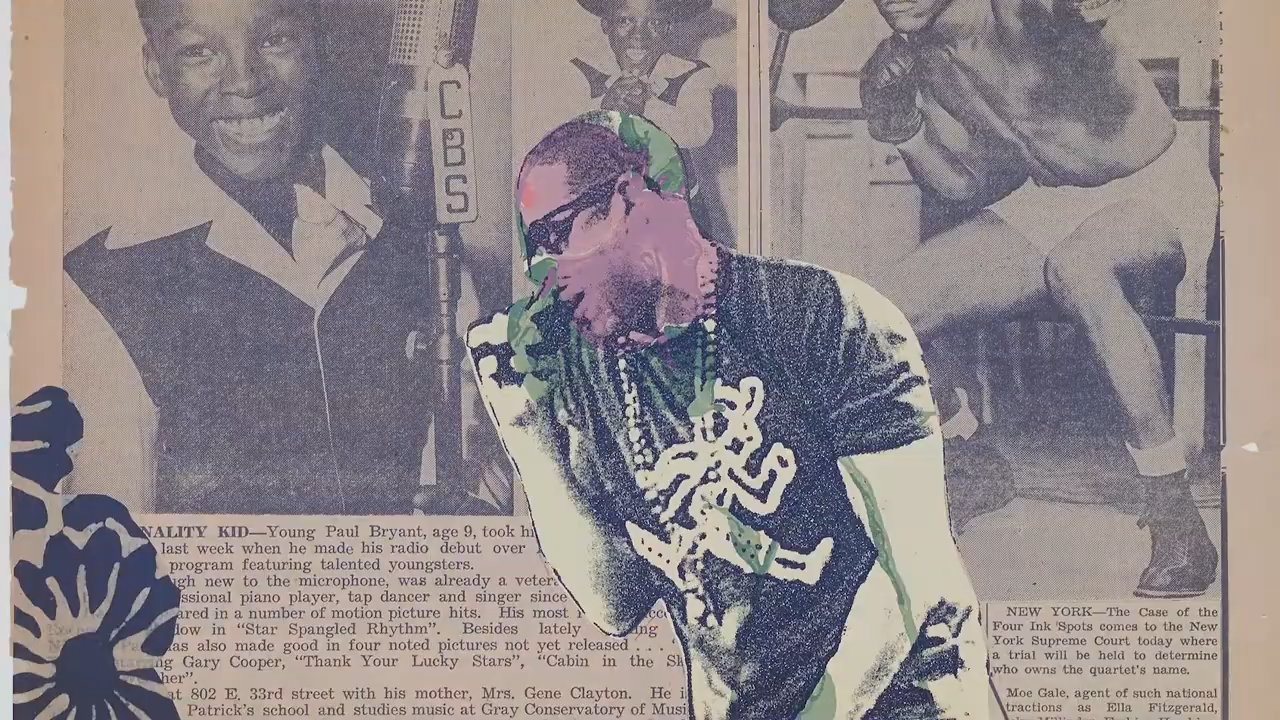 CBS
NALITY KID—Young Paul Bryant, age 9, took
last week when he made his radio debut over
program featuring talented youngsters.
gh new to the microphone, was already a veter
ssional piano player, tap dancer and singer since
ared in a number of motion picture hits. His most
low in “Star Spangled Rhythm”. Besides lately
has also made good in four noted pictures not yet released . . . .
ng Gary Cooper, “Thank Your Lucky Stars”, “Cabin in the
her”.
at 802 E. 33rd street with his mother, Mrs. Gene Clayton. He
Patrick’s school and studies music at Gray Conservatory of Musi
NEW YORK—The Case of the
Four Ink Spots comes to the New
York Supreme Court today where
a trial will be held to determine
who owns the quartet’s name.
Moe Gale, agent of such national
tractions as Ella Fitzgerald,